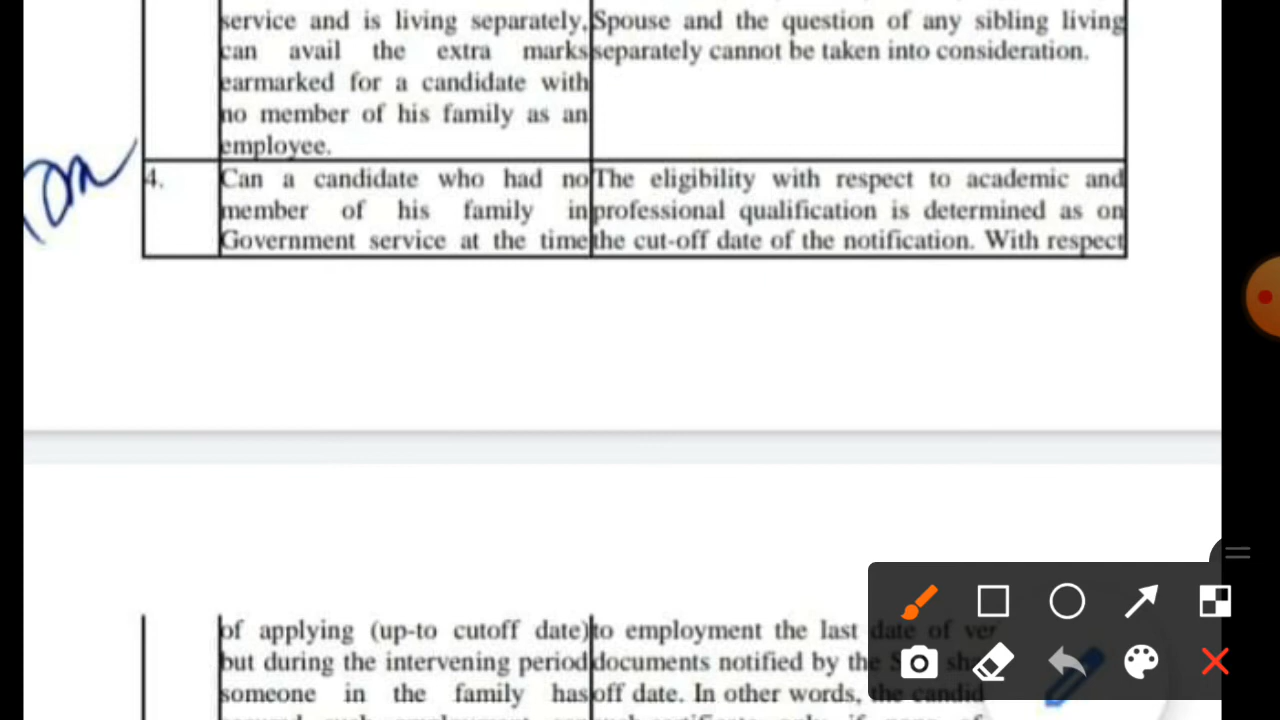 service and is living separately,
can avail the extra marks
earmarked for a candidate with
no member of his family as an
employee.
Spouse and the question of any sibling living
separately cannot be taken into consideration.
4.
Can a candidate who had no
member of his family in
Government service at the time
The eligibility with respect to academic and
professional qualification is determined as on
the cut-off date of the notification. With respect
of applying (up-to cutoff date)
but during the intervening period
someone in the family has
to employment the last date of
documents notified by the
off date. In other words, the